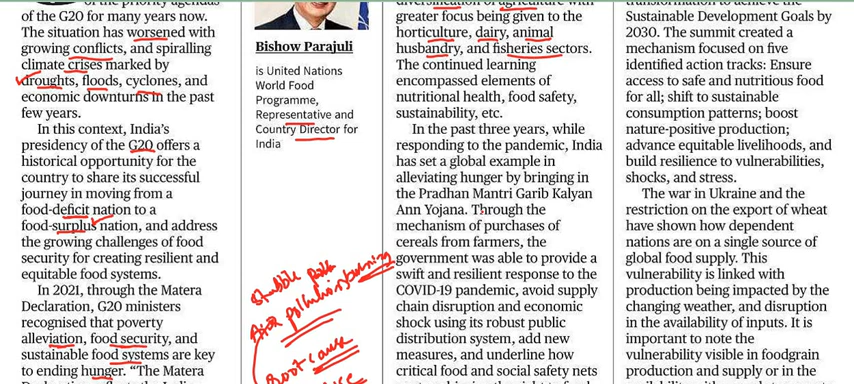 of the priority agendas
of the G20 for many years now.
The situation has worsened with
growing conflicts, and spiralling
climate crises marked by
droughts, floods, cyclones, and
economic downturns in the past
few years.
In this context, India’s
presidency of the G20 offers a
historical opportunity for the
country to share its successful
journey in moving from a
food-deficit nation to a
food-surplus nation, and address
the growing challenges of food
security for creating resilient and
equitable food systems.
In 2021, through the Matera
Declaration, G20 ministers
recognised that poverty
alleviation, food security, and
sustainable food systems are key
to ending hunger. “The Matera
Bishow Parajuli
is United Nations
World Food
Programme,
Representative and
Country Director for
India
Stubble
Air pollution burning
Root cause
diversification of agriculture with
greater focus being given to the
horticulture, dairy, animal
husbandry, and fisheries sectors.
The continued learning
encompassed elements of
nutritional health, food safety,
sustainability, etc.
In the past three years, while
responding to the pandemic, India
has set a global example in
alleviating hunger by bringing in
the Pradhan Mantri Garib Kalyan
Ann Yojana. Through the
mechanism of purchases of
cereals from farmers, the
government was able to provide a
swift and resilient response to the
COVID-19 pandemic, avoid supply
chain disruption and economic
shock using its robust public
distribution system, add new
measures, and underline how
critical food and social safety nets
transformation to achieve the
Sustainable Development Goals by
2030. The summit created a
mechanism focused on five
identified action tracks: Ensure
access to safe and nutritious food
for all; shift to sustainable
consumption patterns; boost
nature-positive production;
advance equitable livelihoods, and
build resilience to vulnerabilities,
shocks, and stress.
The war in Ukraine and the
restriction on the export of wheat
have shown how dependent
nations are on a single source of
global food supply. This
vulnerability is linked with
production being impacted by the
changing weather, and disruption
in the availability of inputs. It is
important to note the
vulnerability visible in foodgrain
production and supply or in the